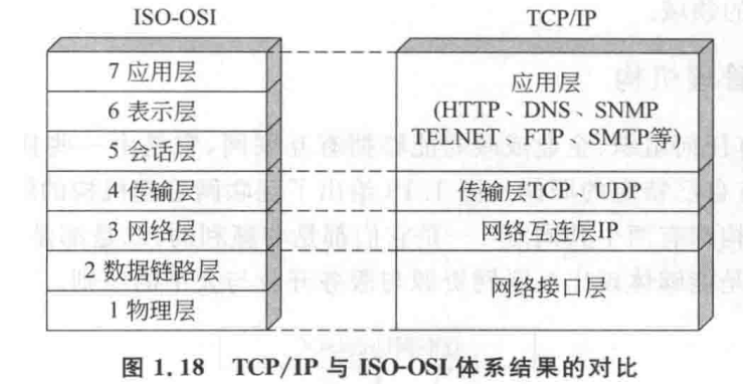 ISO-OSI
TCP/IP
7 应用层
6 表示层
5 会话层
4 传输层
3 网络层
2 数据链路层
1 物理层
应用层
(HTTP、DNS、SNMP
TELNET、FTP、SMTP等)
传输层TCP、UDP
网络互连层IP
网络接口层
图 1.18 TCP/IP 与 ISO-OSI 体系结果的对比